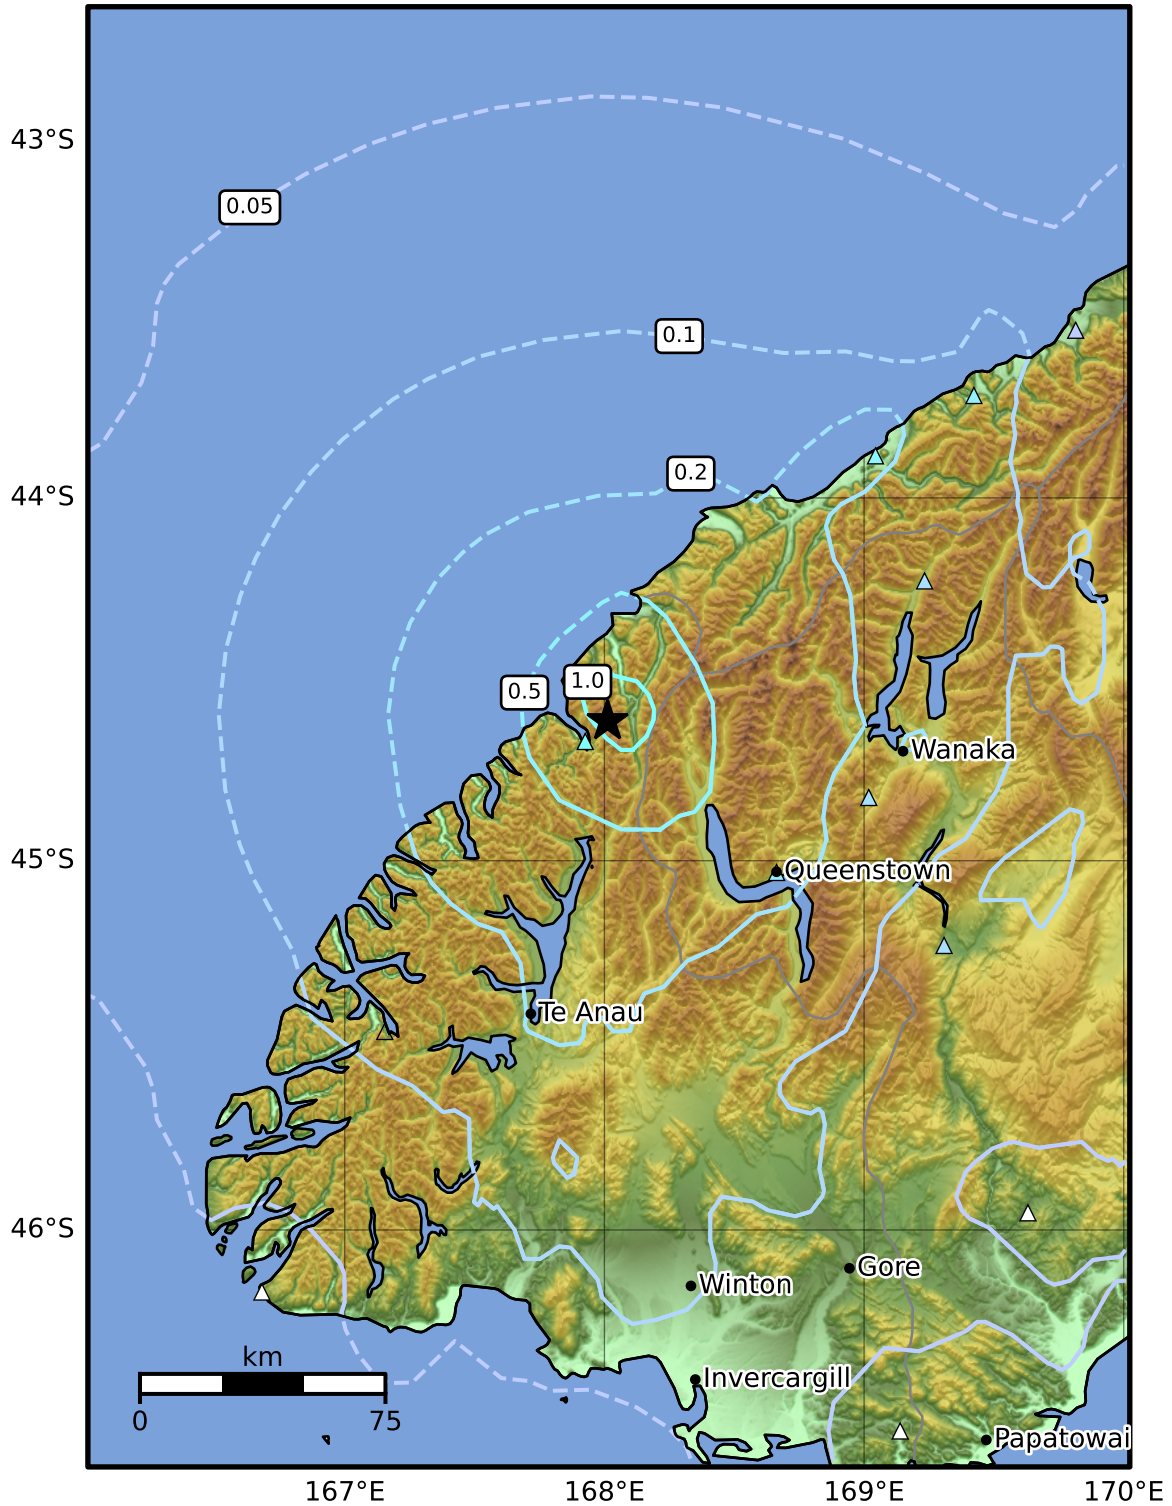 43°S
0.05
0.1
0.2
44°S
1.0
0.5
Wanaka
45°S
Queenstown
Te Anau
46°S
Gore
Winton
km
Invercargill
0 75
Papatowai
167°E 168°E 169°E 170°E